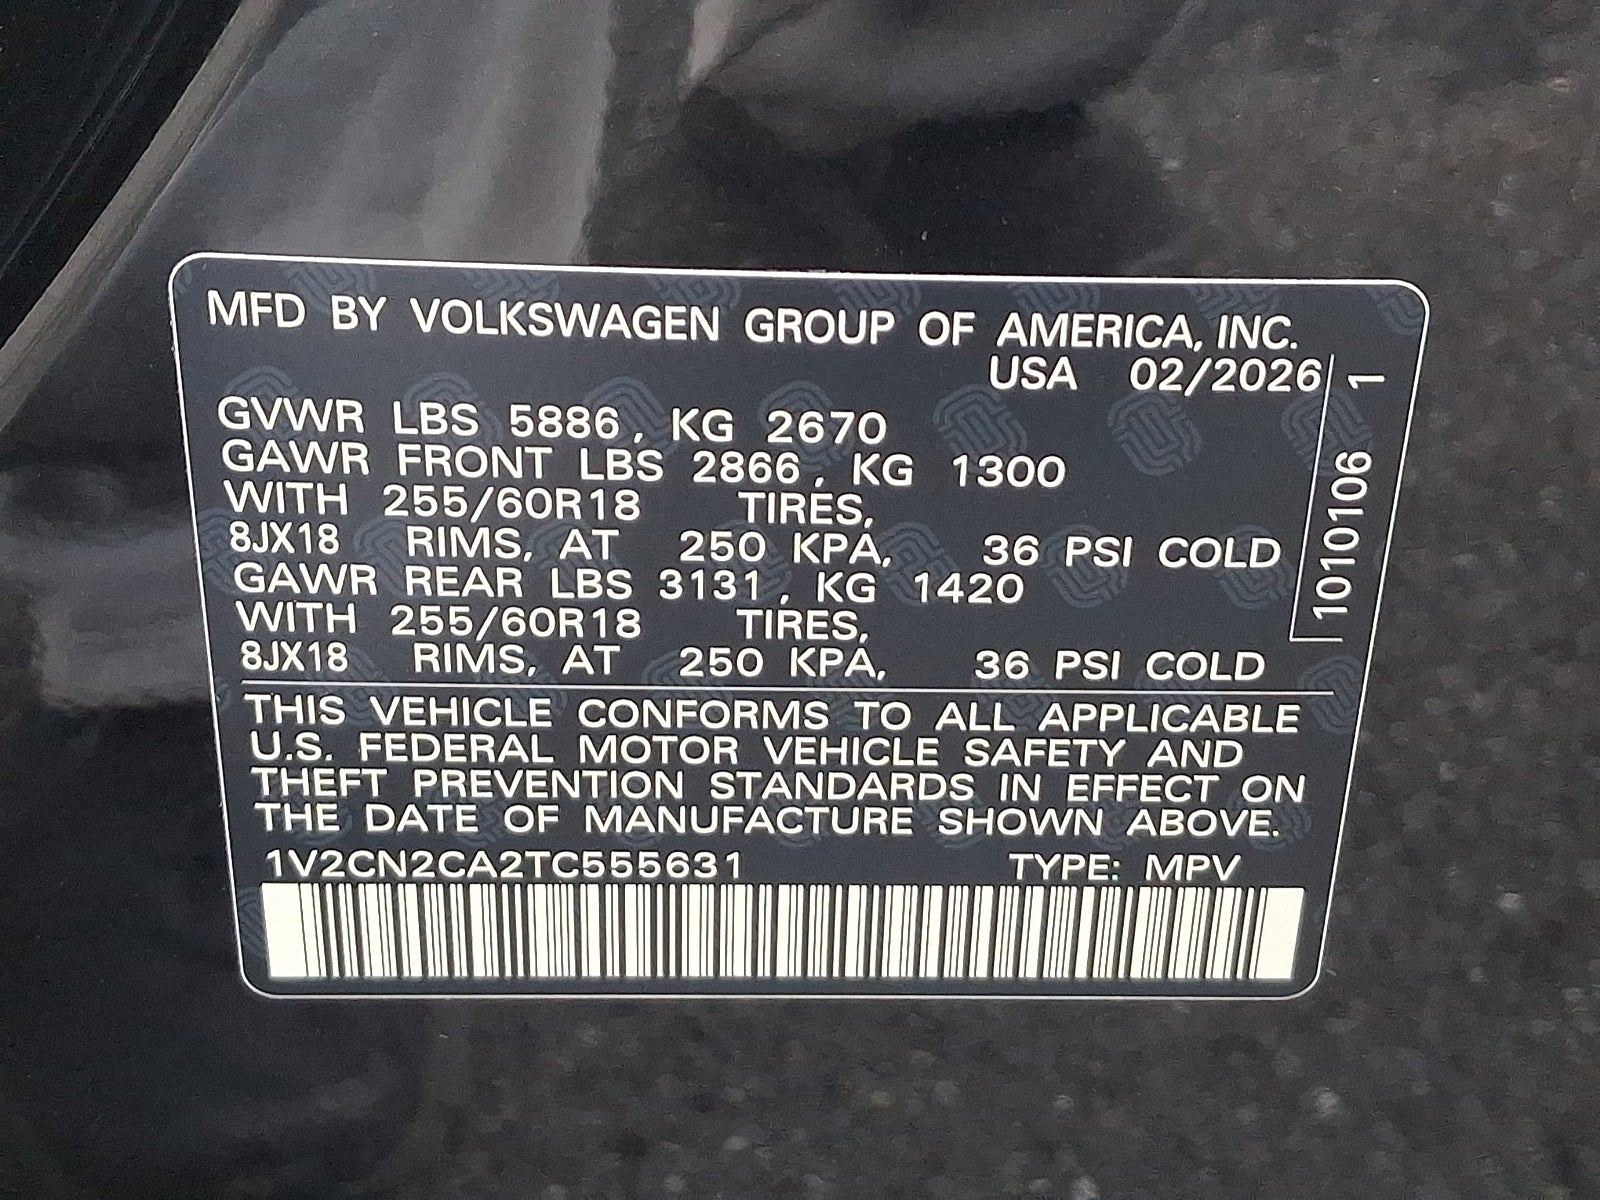 MFD BY VOLKSWAGEN GROUP OF AMERICA, INC.
USA 02/2026
GVWR LBS 5886, KG 2670
GAWR FRONT LBS 2866, KG 1300
WITH 255/60R18 TIRES,
8JX18 RIMS, AT 250 KPA, 36 PSI COLD
GAWR REAR LBS 3131, KG 1420
WITH 255/60R18 TIRES,
8JX18 RIMS, AT 250 KPA, 36 PSI COLD
THIS VEHICLE CONFORMS TO ALL APPLICABLE
U.S. FEDERAL MOTOR VEHICLE SAFETY AND
THEFT PREVENTION STANDARDS IN EFFECT ON
THE DATE OF MANUFACTURE SHOWN ABOVE.
1V2CN2CA2TC555631 TYPE: MPV
1010106 1